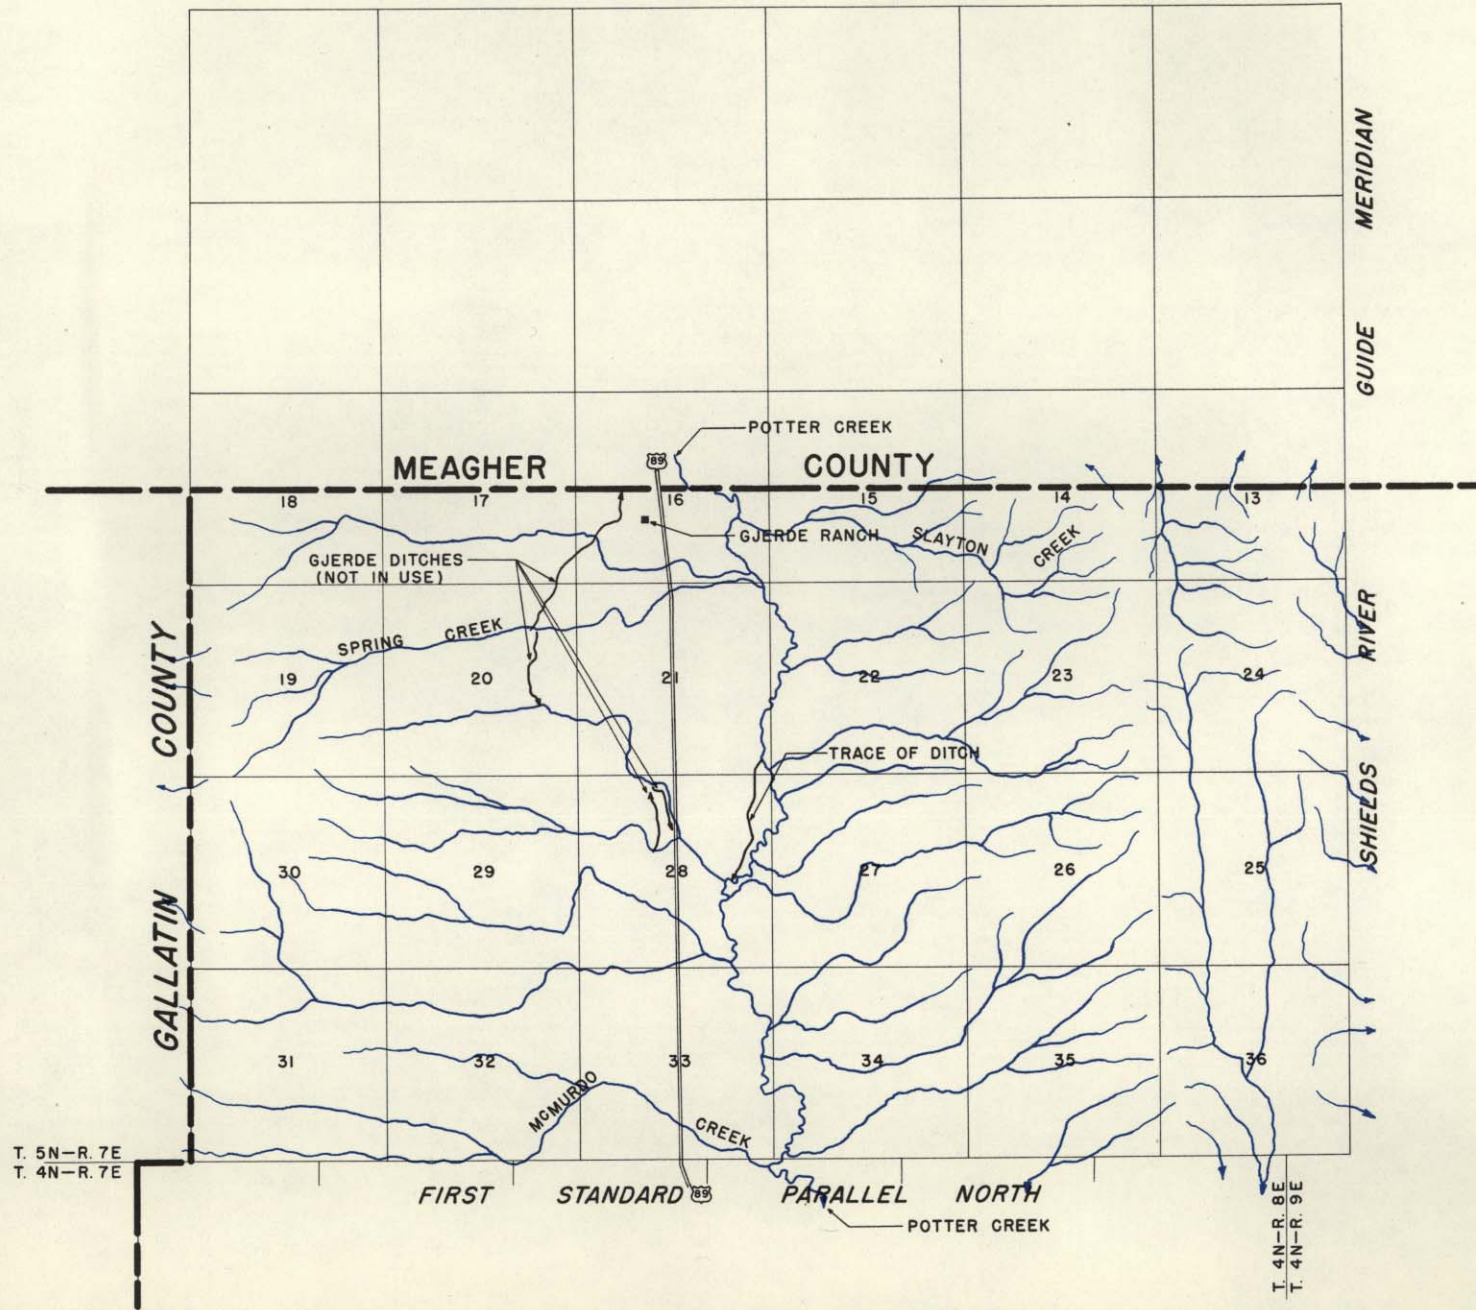 MERIDIAN
GUIDE
POTTER CREEK
89
MEAGHER COUNTY
18 17 16 15 14 13
GJERDE RANCH
SLAYTON CREEK
GJERDE DITCHES
(NOT IN USE)
SPRING CREEK
RIVER
COUNTY
19 20 21 22 23 24
TRACE OF DITCH
SHIELDS
30 29 28 27 26 25
GALLATIN
31 32 33 34 35 36
MCMURDO CREEK
T. 5N-R. 7E
T. 4N-R. 7E
FIRST STANDARD PARALLEL NORTH
89
POTTER CREEK
T. 4N-R. 8E
T. 4N-R. 9E